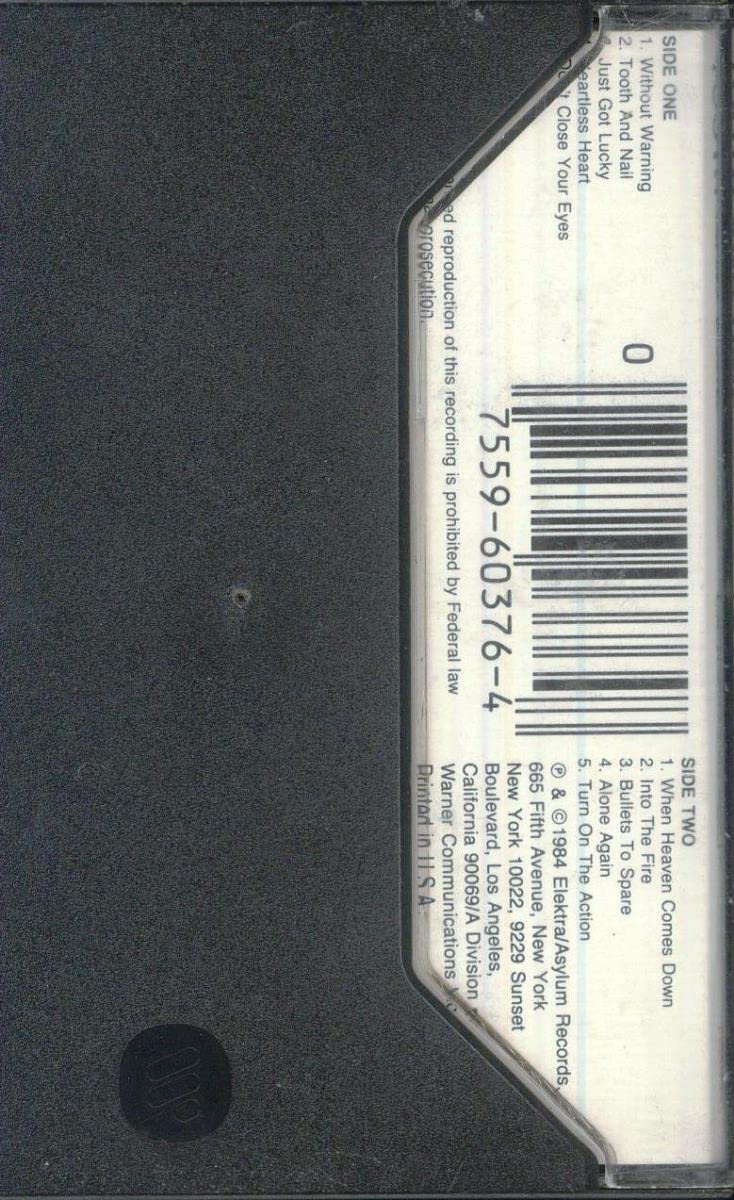 SIDE ONE
1. Without Warning
2. Tooth And Nail
Just Got Lucky
Heartless Heart
Don't Close Your Eyes
reproduction of this recording is prohibited by Federal law
prosecution.
0
7559-60376-4
SIDE TWO
1. When Heaven Comes Down
2. Into The Fire
3. Bullets To Spare
4. Alone Again
5. Turn On The Action
℗ & ©1984 Elektra/Asylum Records,
665 Fifth Avenue, New York
New York 10022, 9229 Sunset
Boulevard, Los Angeles,
California 90069/A Division
Warner Communications
Printed in U.S.A.